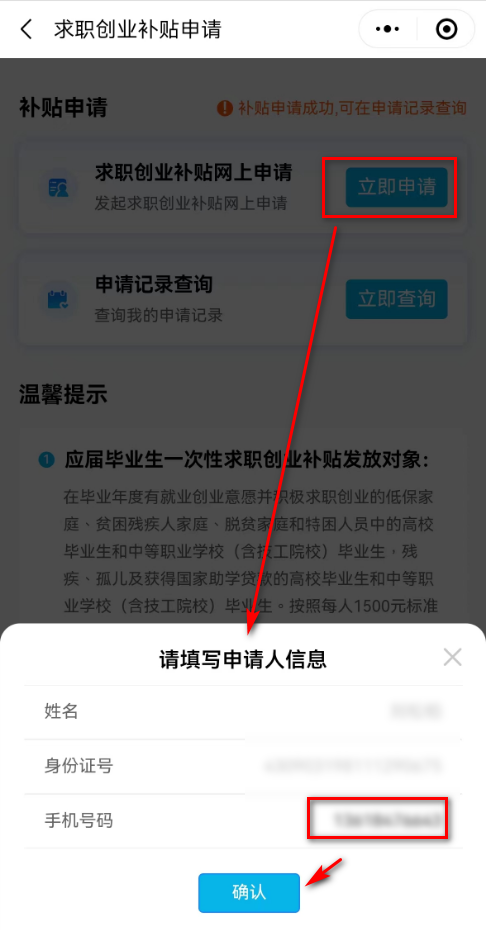 求职创业补贴申请
补贴申请
补贴申请成功,可在申请记录查询
求职创业补贴网上申请
发起求职创业补贴网上申请
立即申请
申请记录查询
查询我的申请记录
立即查询
温馨提示
1 应届毕业生一次性求职创业补贴发放对象:
在毕业年度有就业创业意愿并积极求职创业的低保家
庭、贫困残疾人家庭、脱贫家庭和特困人员中的高校
毕业生和中等职业学校（含技工院校）毕业生，残
疾、孤儿及获得国家助学贷款的高校毕业生和中等职
业学校（含技工院校）毕业生。按照每人1500元标准
请填写申请人信息
姓名
身份证号
手机号码
确认